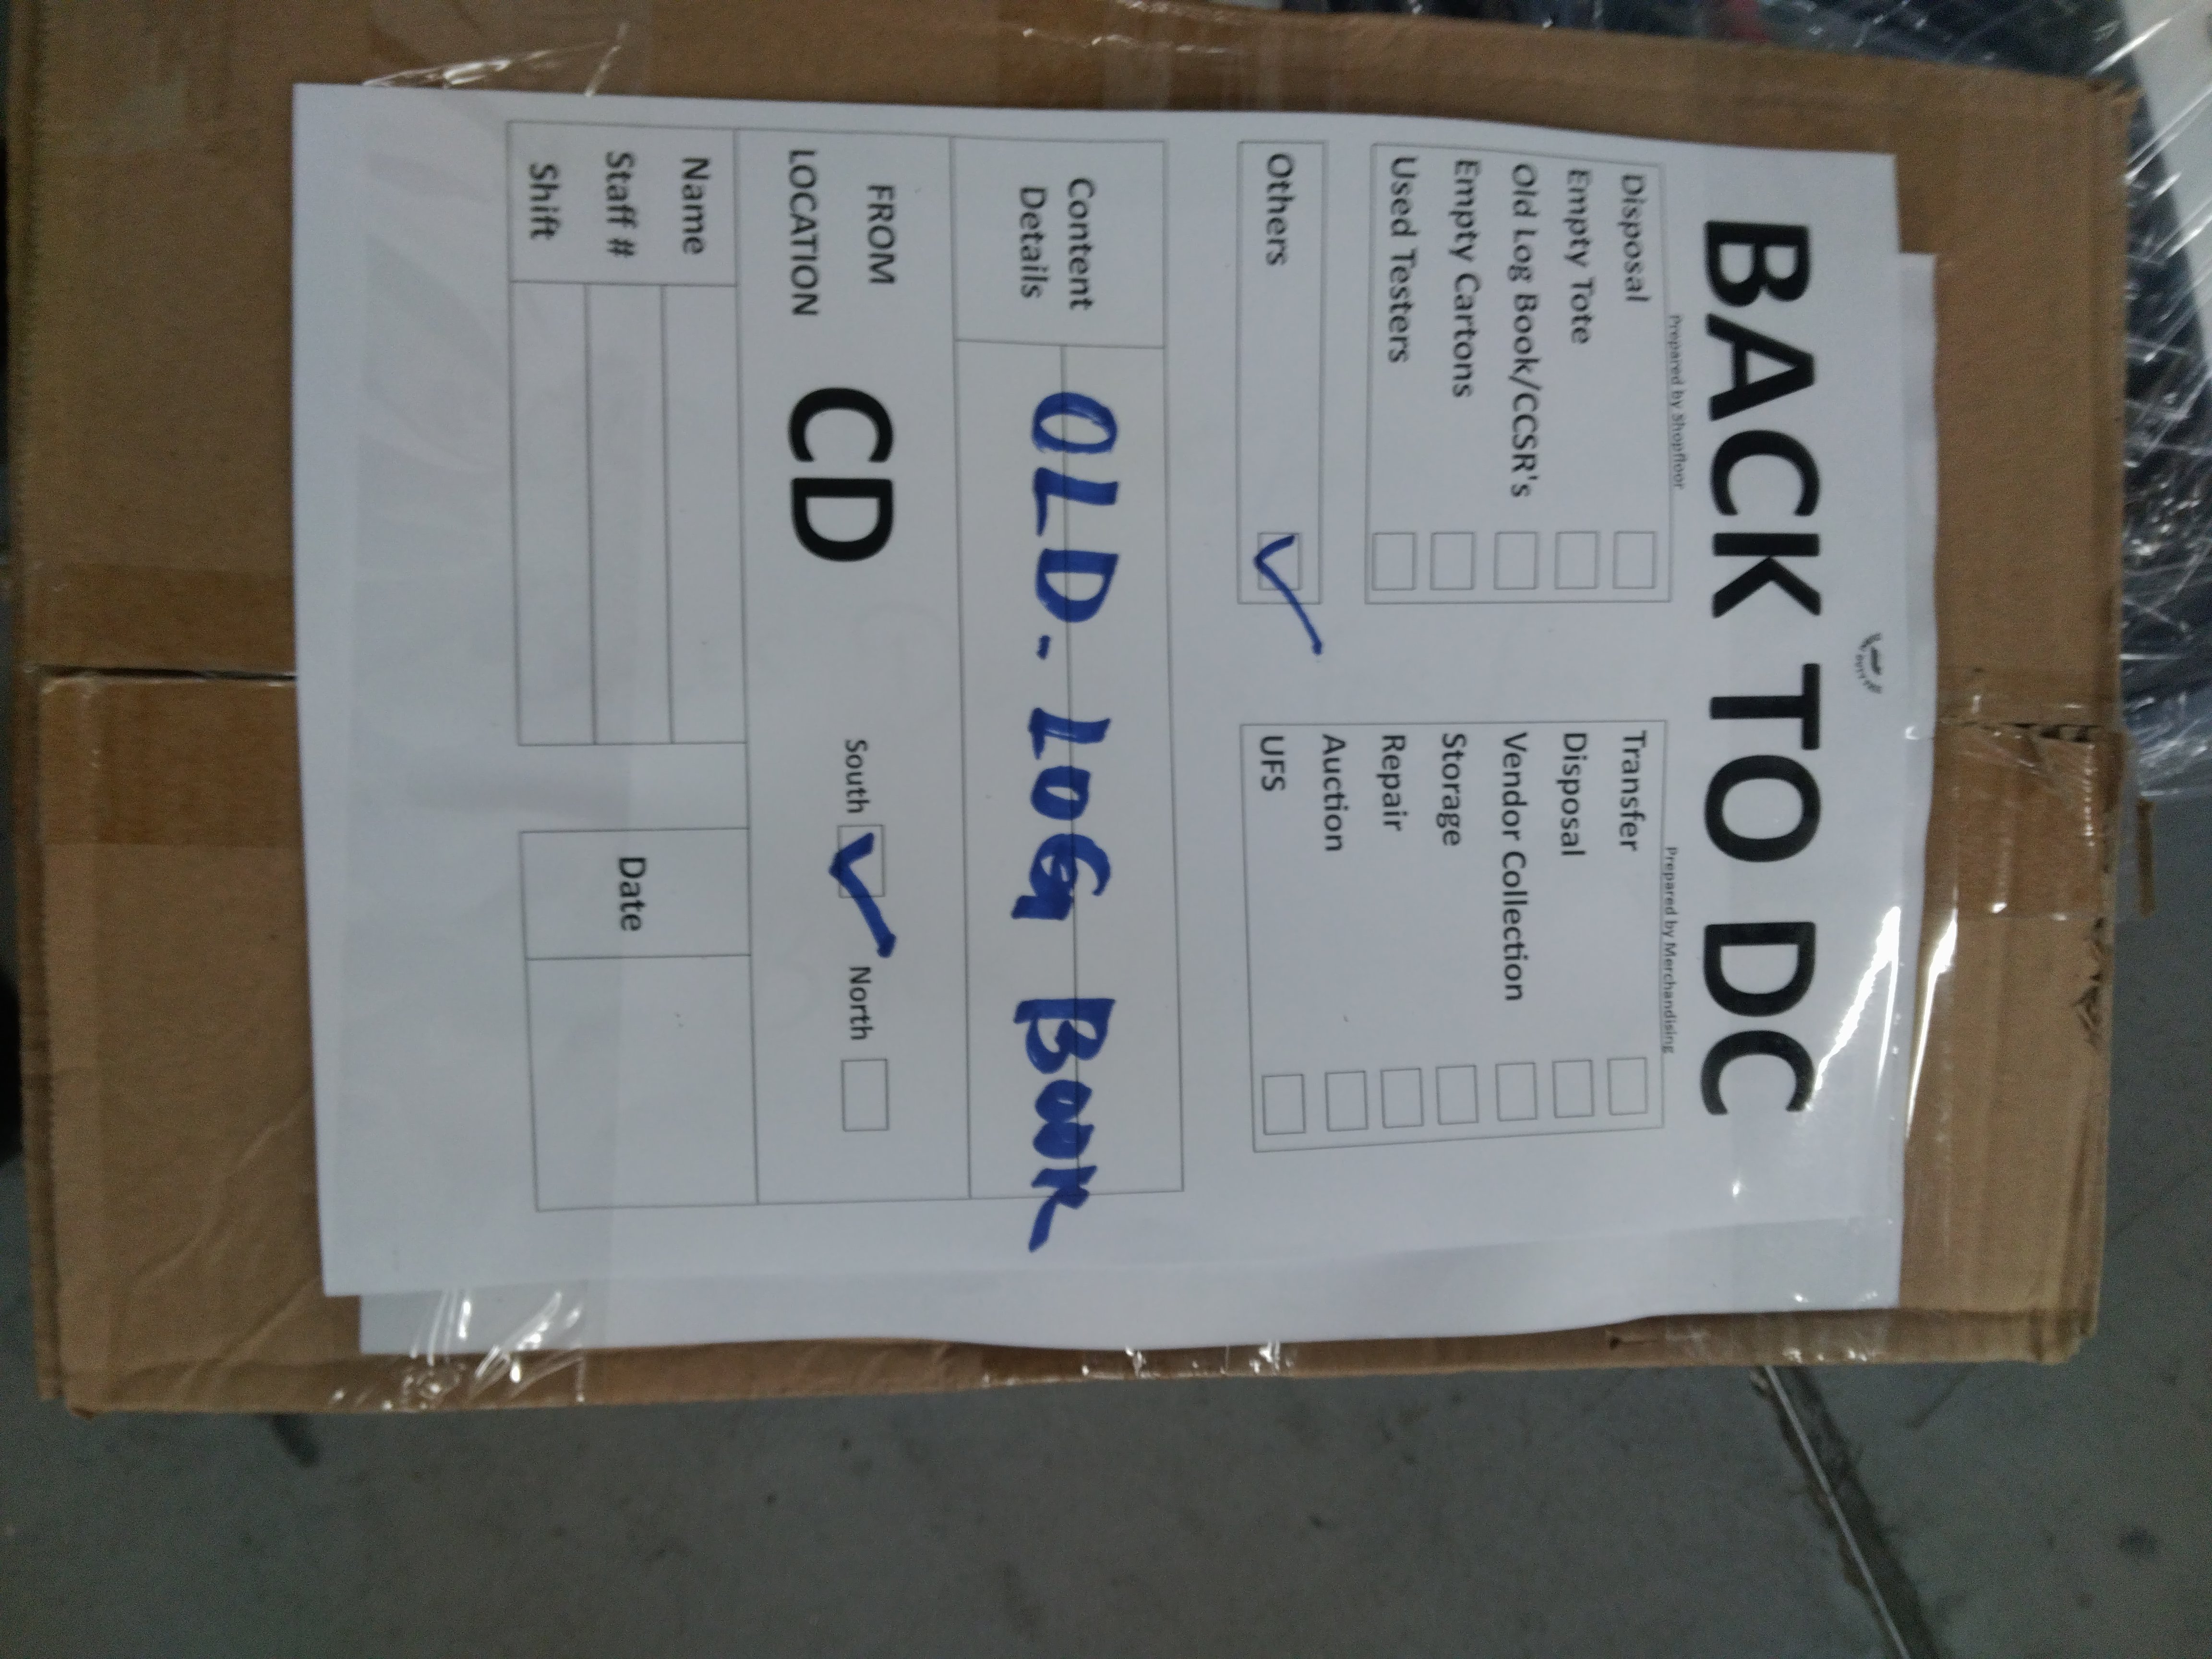 BACK TO DC
Prepared by Shopfloor
Prepared by Merchandising
Disposal
Empty Tote
Old Log Book/CCSR's
Empty Cartons
Used Testers
Others
Transfer
Disposal
Vendor Collection
Storage
Repair
Auction
UFS
Content Details
OLD- LOG BOOK
FROM LOCATION
CD
South
North
Name
Staff #
Shift
Date